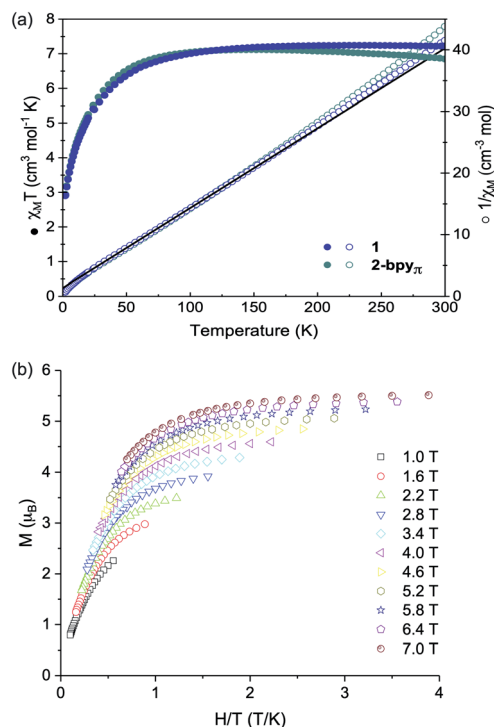 (a)
8
7
6
5
4
3
2
1
0
● χMT (cm³ mol⁻¹ K)
50
40
30
20
10
0
○ 1/χM (cm⁻³ mol)
1
2-bpyπ
0 50 100 150 200 250 300
Temperature (K)
(b)
6
5
4
3
2
1
0
M (μB)
1.0 T
1.6 T
2.2 T
2.8 T
3.4 T
4.0 T
4.6 T
5.2 T
5.8 T
6.4 T
7.0 T
0 1 2 3 4
H/T (T/K)